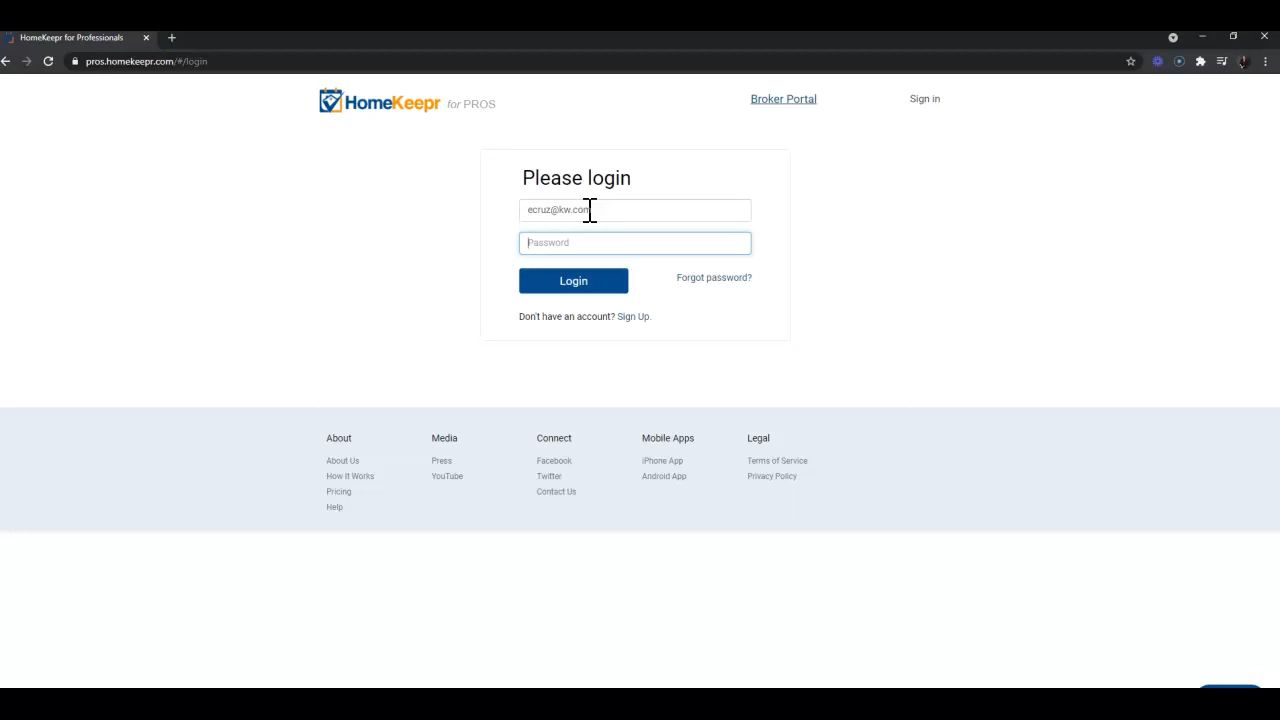 HomeKeepr for Professionals
pros.homekeepr.com/#/login
HomeKeepr for PROS
Broker Portal
Sign in
Please login
ecruz@kw.com
Password
Login
Forgot password?
Don't have an account? Sign Up.
About
Media
Connect
Mobile Apps
Legal
About Us
Press
Facebook
iPhone App
Terms of Service
How It Works
YouTube
Twitter
Android App
Privacy Policy
Pricing
Contact Us
Help